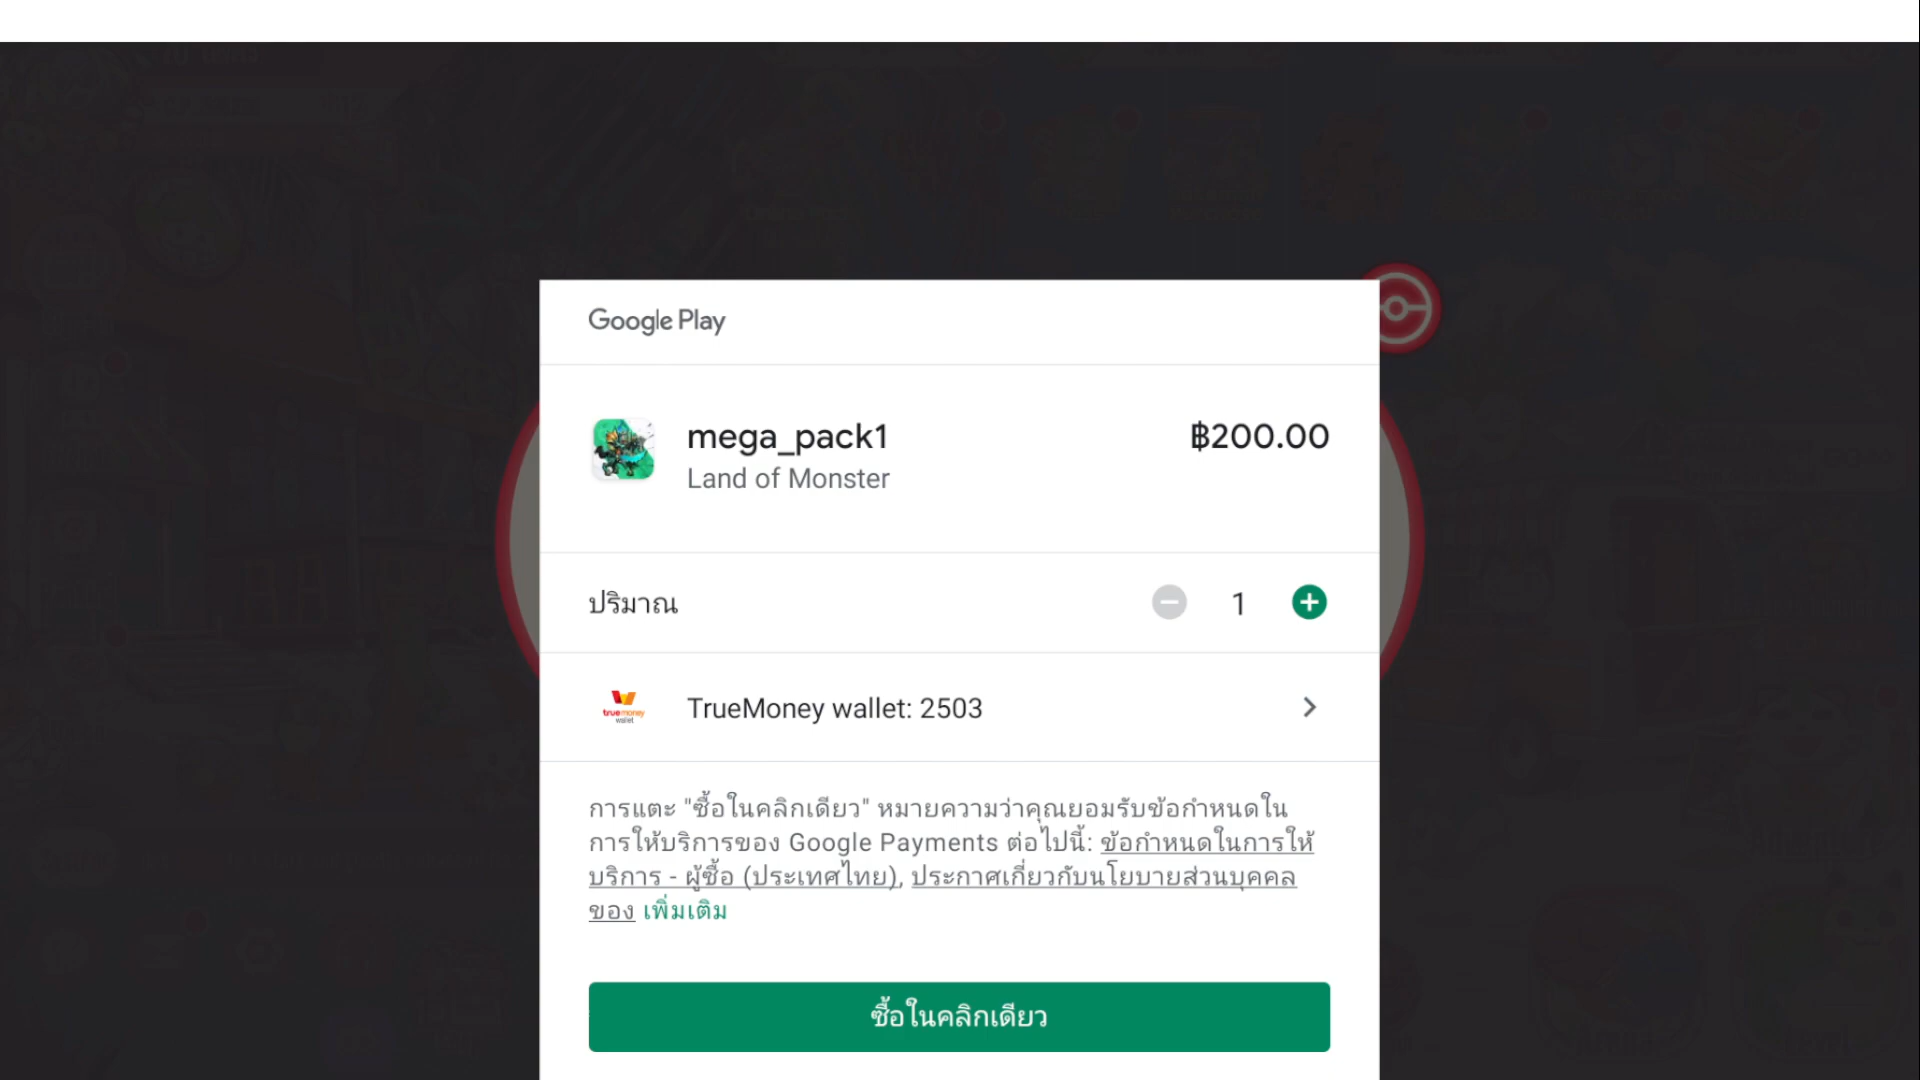 Google Play
mega_pack1
฿200.00
Land of Monster
ปริมาณ
1
truemoney
wallet
TrueMoney wallet: 2503
การแตะ "ซื้อในคลิกเดียว" หมายความว่าคุณยอมรับข้อกำหนดใน
การให้บริการของ Google Payments ต่อไปนี้: ข้อกำหนดในการให้
บริการ - ผู้ซื้อ (ประเทศไทย), ประกาศเกี่ยวกับนโยบายส่วนบุคคล
ของ เพิ่มเติม
ซื้อในคลิกเดียว